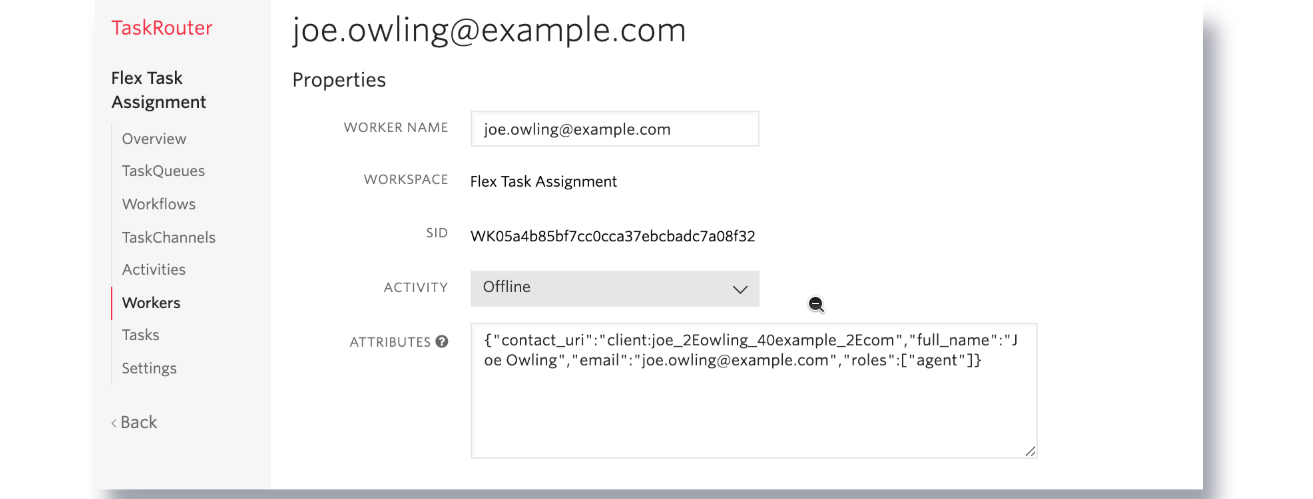 TaskRouter
Flex Task
Assignment
Overview
TaskQueues
Workflows
TaskChannels
Activities
Workers
Tasks
Settings
‹ Back
joe.owling@example.com
Properties
WORKER NAME
joe.owling@example.com
WORKSPACE
Flex Task Assignment
SID
WK05a4b85bf7cc0cca37ebcbadc7a08f32
ACTIVITY
Offline
ATTRIBUTES ?
{"contact_uri":"client:joe_2Eowling_40example_2Ecom","full_name":"J
oe Owling","email":"joe.owling@example.com","roles":["agent"]}